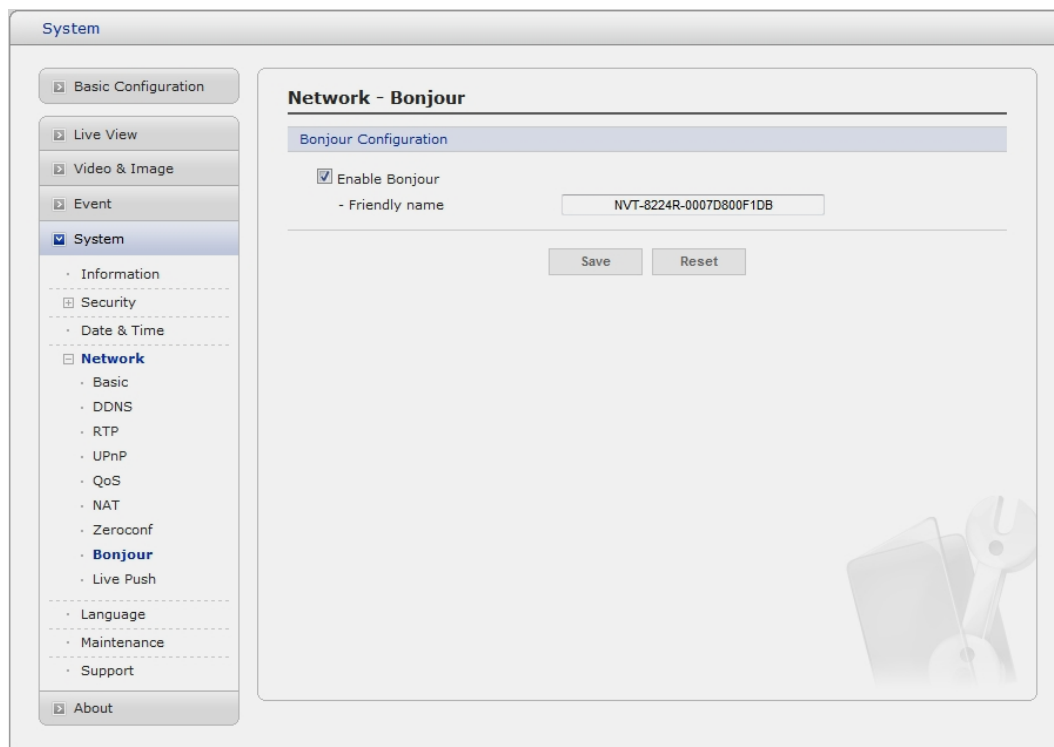 System
Basic Configuration
Live View
Video & Image
Event
System
· Information
Security
· Date & Time
Network
· Basic
· DDNS
· RTP
· UPnP
· QoS
· NAT
· Zeroconf
· Bonjour
· Live Push
· Language
· Maintenance
· Support
About
Network - Bonjour
Bonjour Configuration
Enable Bonjour
- Friendly name NVT-8224R-0007D800F1DB
Save Reset